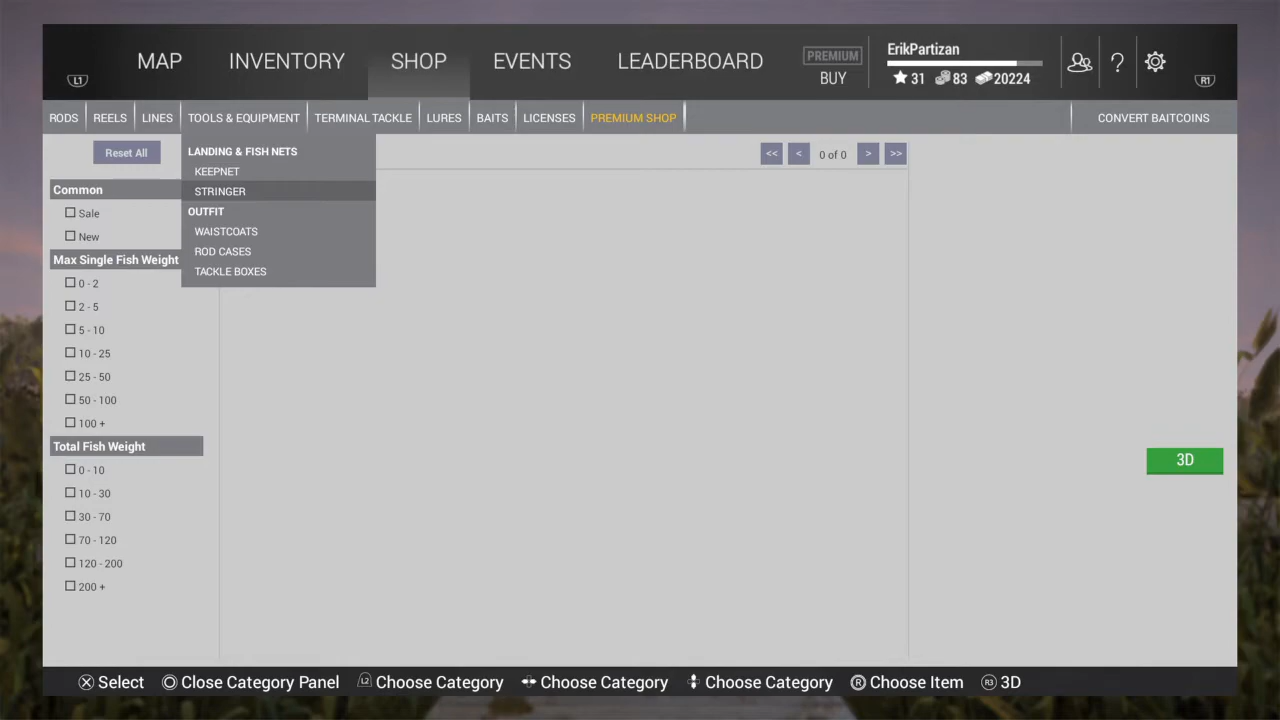 L1
MAP
INVENTORY
SHOP
EVENTS
LEADERBOARD
PREMIUM
BUY
ErikPartizan
31 83 20224
?
R1
RODS
REELS
LINES
TOOLS & EQUIPMENT
TERMINAL TACKLE
LURES
BAITS
LICENSES
PREMIUM SHOP
CONVERT BAITCOINS
Reset All
LANDING & FISH NETS
KEEPNET
STRINGER
OUTFIT
WAISTCOATS
ROD CASES
TACKLE BOXES
<< < 0 of 0 > >>
Common
Sale
New
Max Single Fish Weight
0 - 2
2 - 5
5 - 10
10 - 25
25 - 50
50 - 100
100 +
Total Fish Weight
0 - 10
10 - 30
30 - 70
70 - 120
120 - 200
200 +
3D
Select
Close Category Panel
L2 Choose Category
Choose Category
Choose Category
R Choose Item
R3 3D